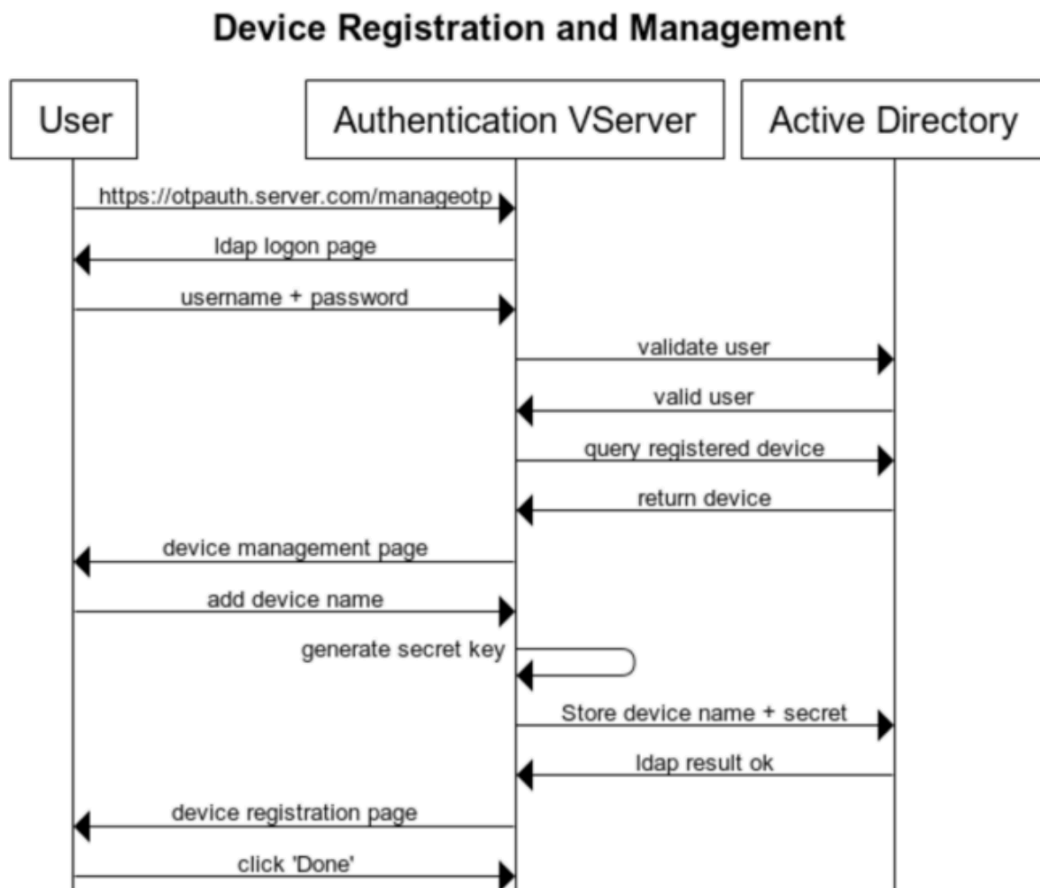 Device Registration and Management
User
Authentication VServer
Active Directory
https://otpauth.server.com/manageotp
ldap logon page
username + password
validate user
valid user
query registered device
return device
device management page
add device name
generate secret key
Store device name + secret
ldap result ok
device registration page
click 'Done'